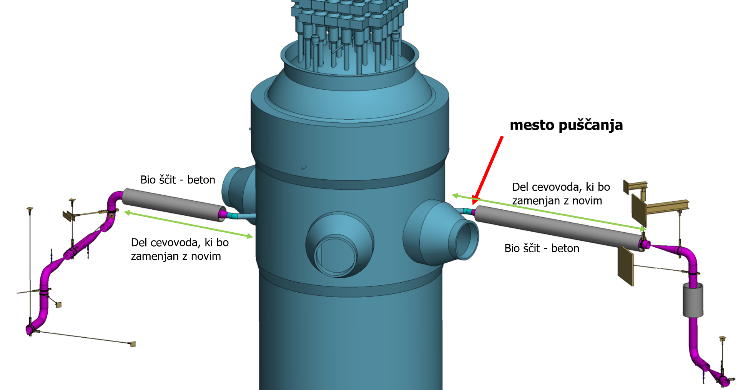 mesto puščanja
Bio ščit - beton
Del cevovoda, ki bo
zamenjan z novim
Del cevovoda, ki bo
zamenjan z novim
Bio ščit - beton